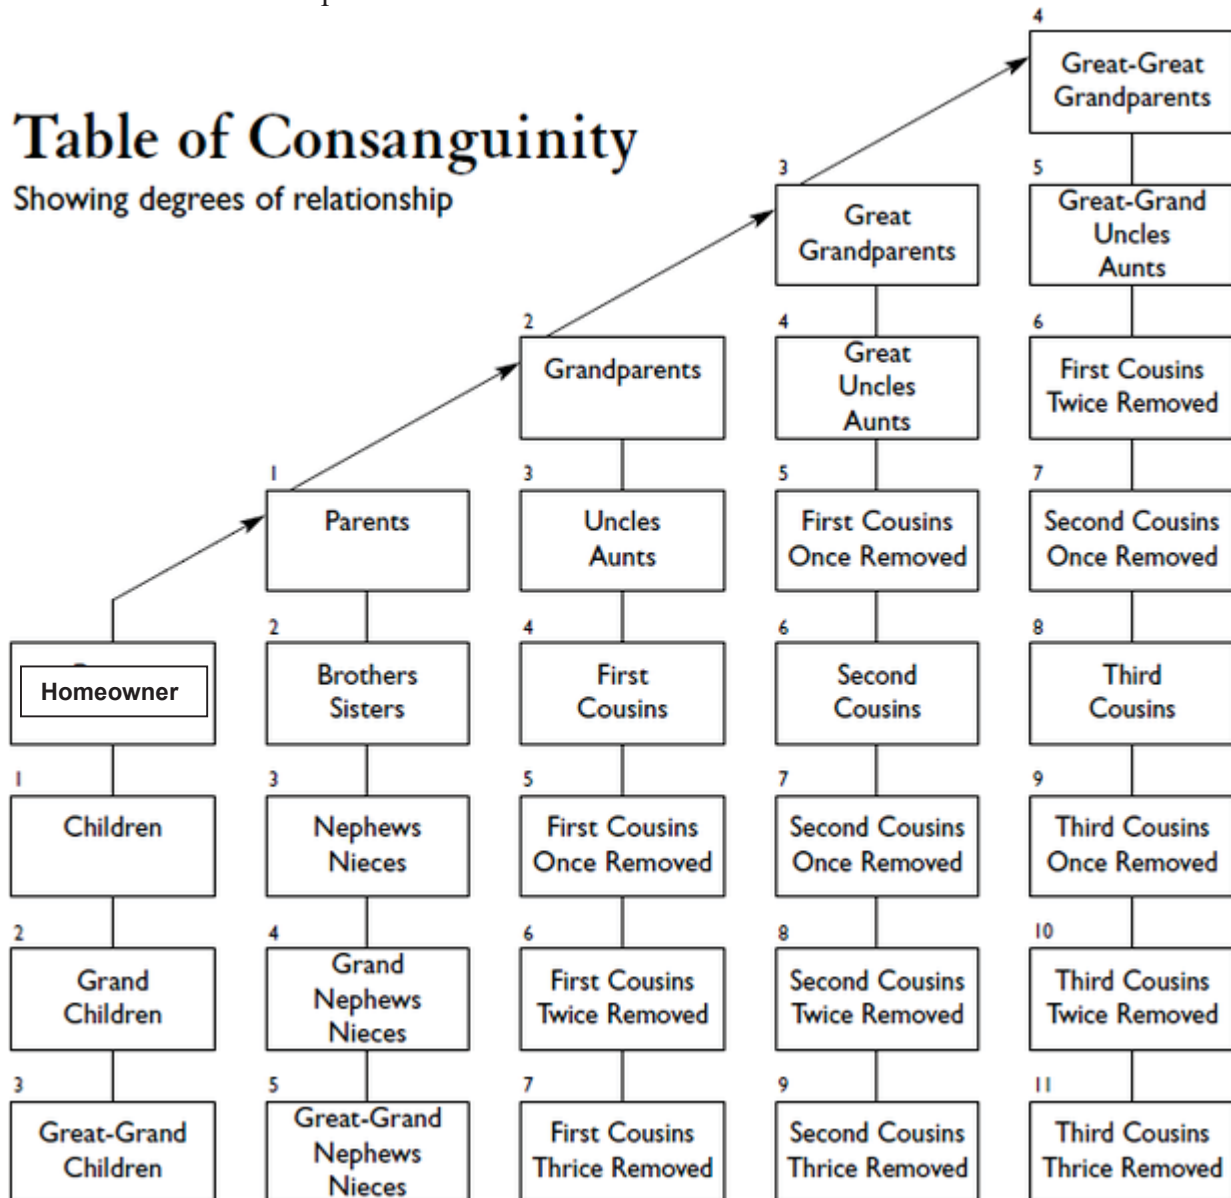 4
Great-Great
Grandparents
Table of Consanguinity
Showing degrees of relationship
3
Great
Grandparents
5
Great-Grand
Uncles
Aunts
2
Grandparents
4
Great
Uncles
Aunts
6
First Cousins
Twice Removed
1
Parents
3
Uncles
Aunts
5
First Cousins
Once Removed
7
Second Cousins
Once Removed
Homeowner
2
Brothers
Sisters
4
First
Cousins
6
Second
Cousins
8
Third
Cousins
1
Children
3
Nephews
Nieces
5
First Cousins
Once Removed
7
Second Cousins
Once Removed
9
Third Cousins
Once Removed
2
Grand
Children
4
Grand
Nephews
Nieces
6
First Cousins
Twice Removed
8
Second Cousins
Twice Removed
10
Third Cousins
Twice Removed
3
Great-Grand
Children
5
Great-Grand
Nephews
Nieces
7
First Cousins
Thrice Removed
9
Second Cousins
Thrice Removed
11
Third Cousins
Thrice Removed